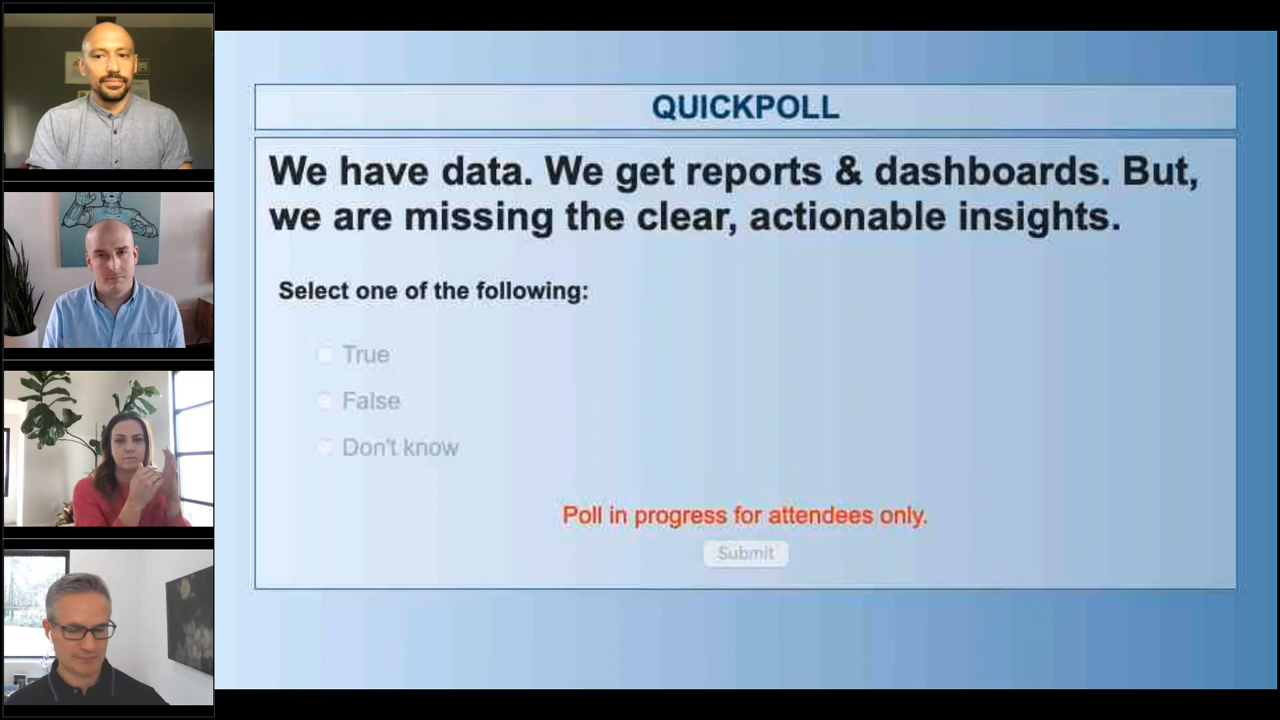 QUICKPOLL
We have data. We get reports & dashboards. But,
we are missing the clear, actionable insights.
Select one of the following:
True
False
Don't know
Poll in progress for attendees only.
Submit